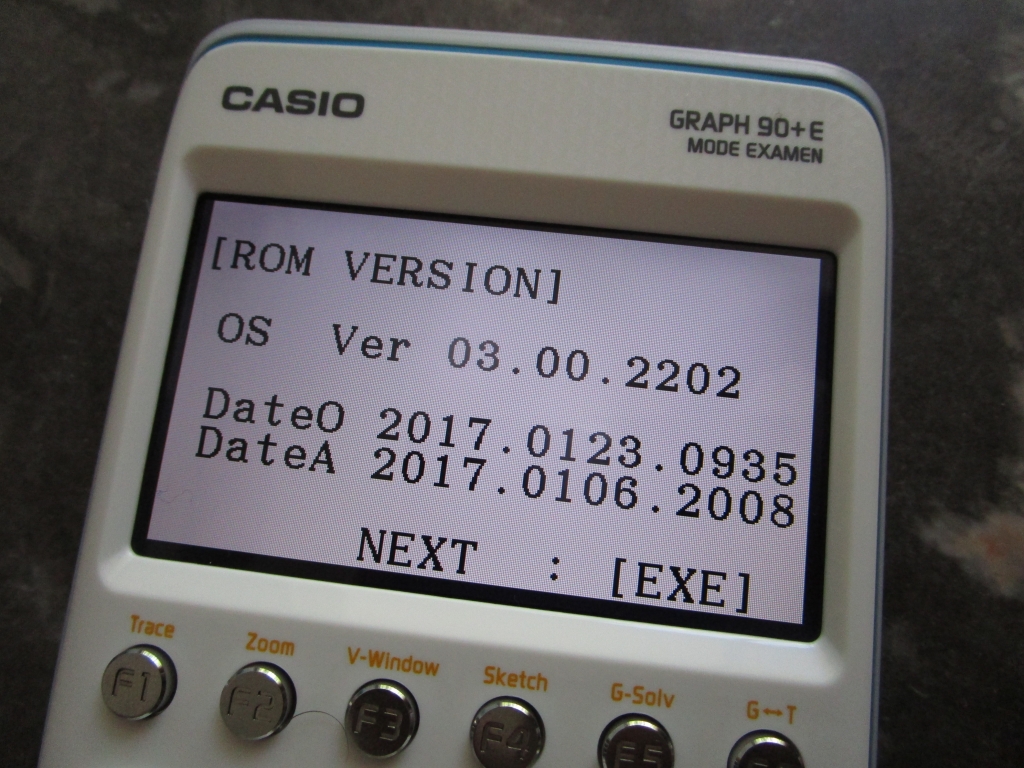 CASIO
GRAPH 90+E
MODE EXAMEN
[ROM VERSION]
OS Ver 03.00.2202
DateO 2017.0123.0935
DateA 2017.0106.2008
NEXT : [EXE]
Trace Zoom V-Window Sketch G-Solv G↔T
F1 F2 F3 F4 F5